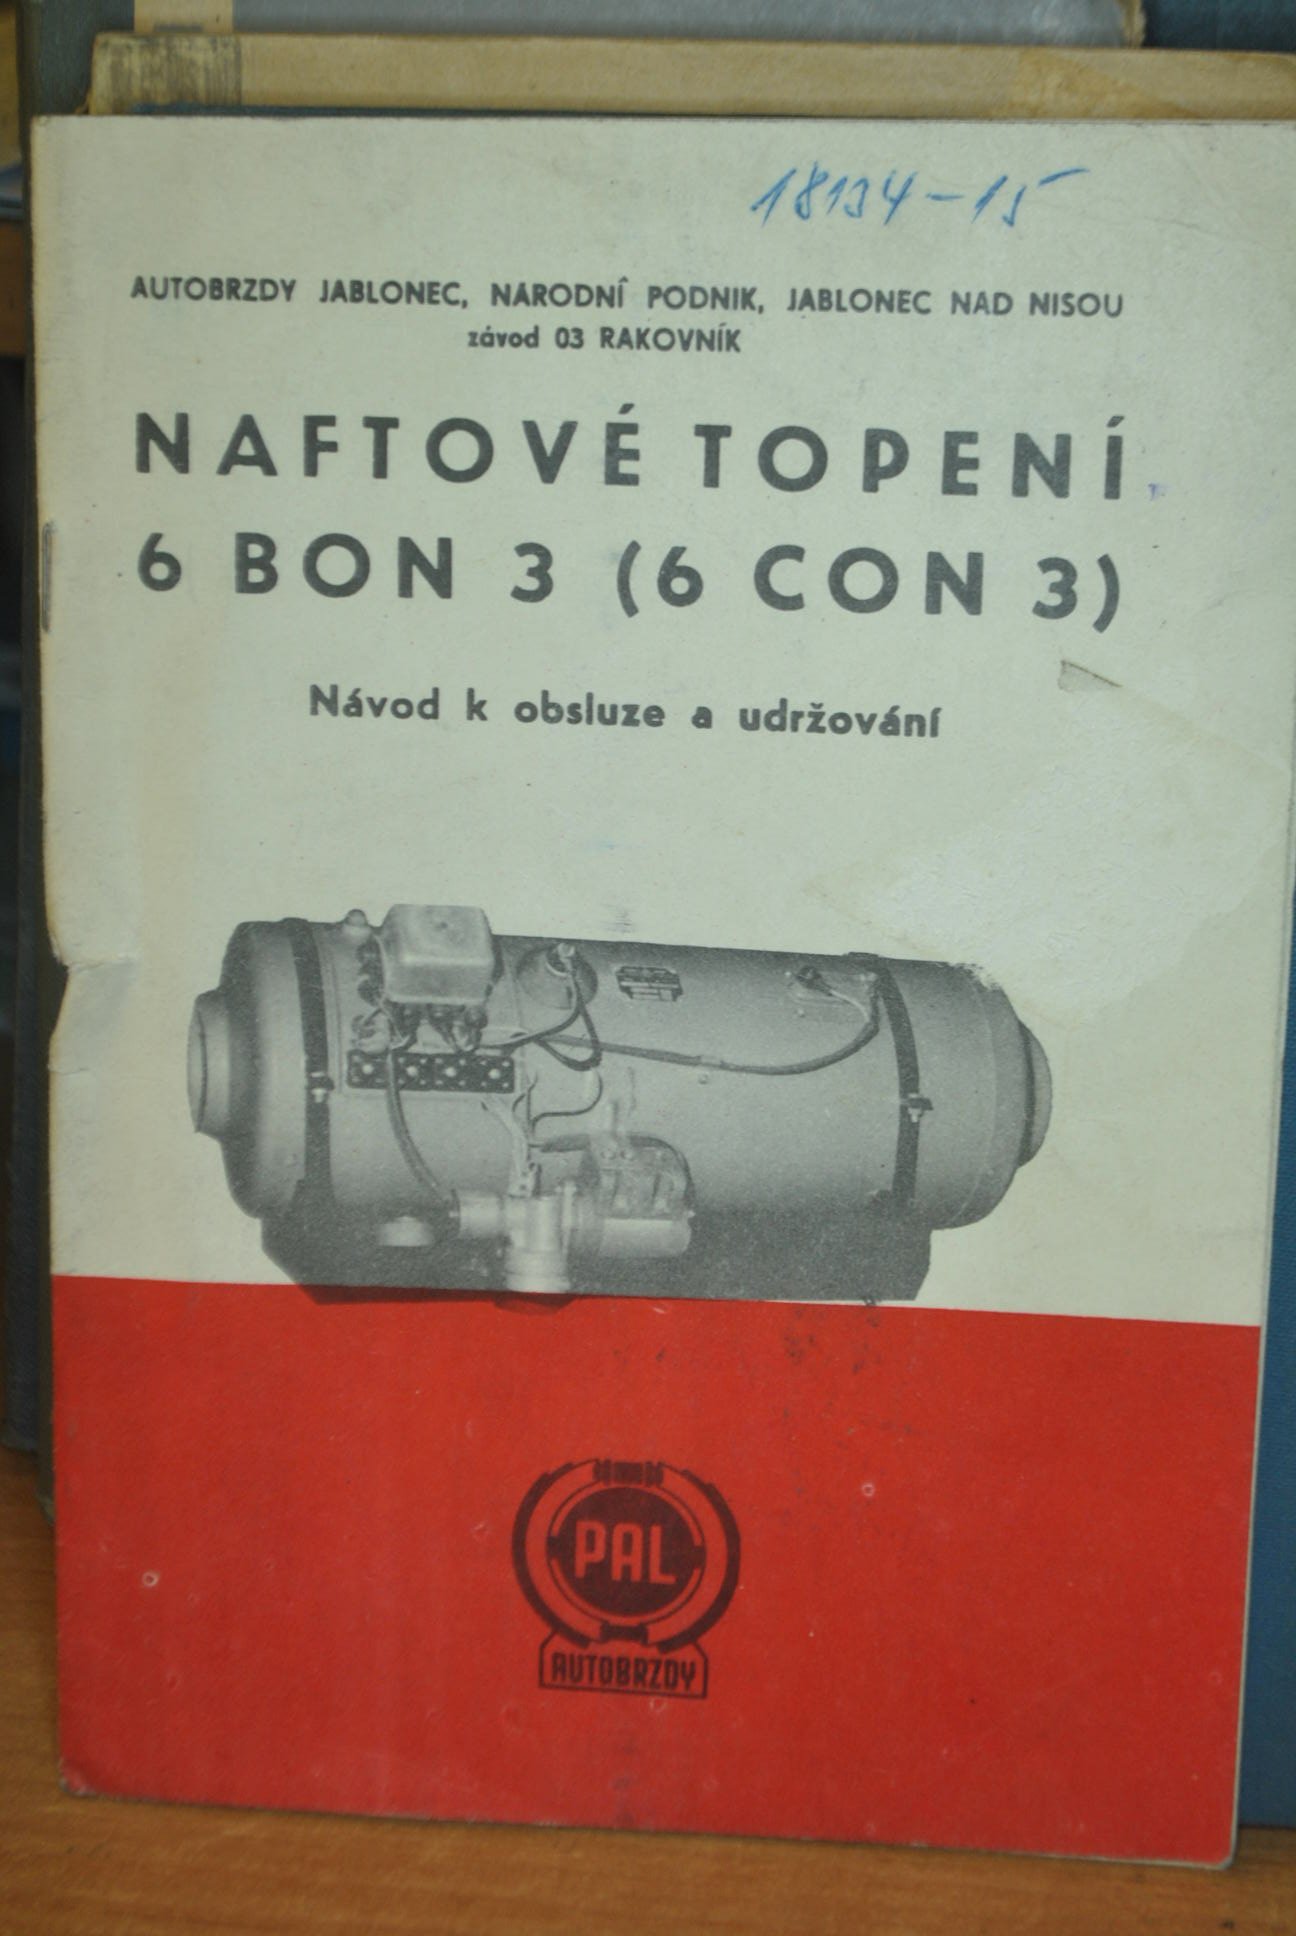 18134-15
AUTOBRZDY JABLONEC, NARODNÍ PODNIK, JABLONEC NAD NISOU
závod 03 RAKOVNÍK
NAFTOVÉ TOPENÍ
6 BON 3 (6 CON 3)
Návod k obsluze a udržování
PAL
AUTOBRZDY